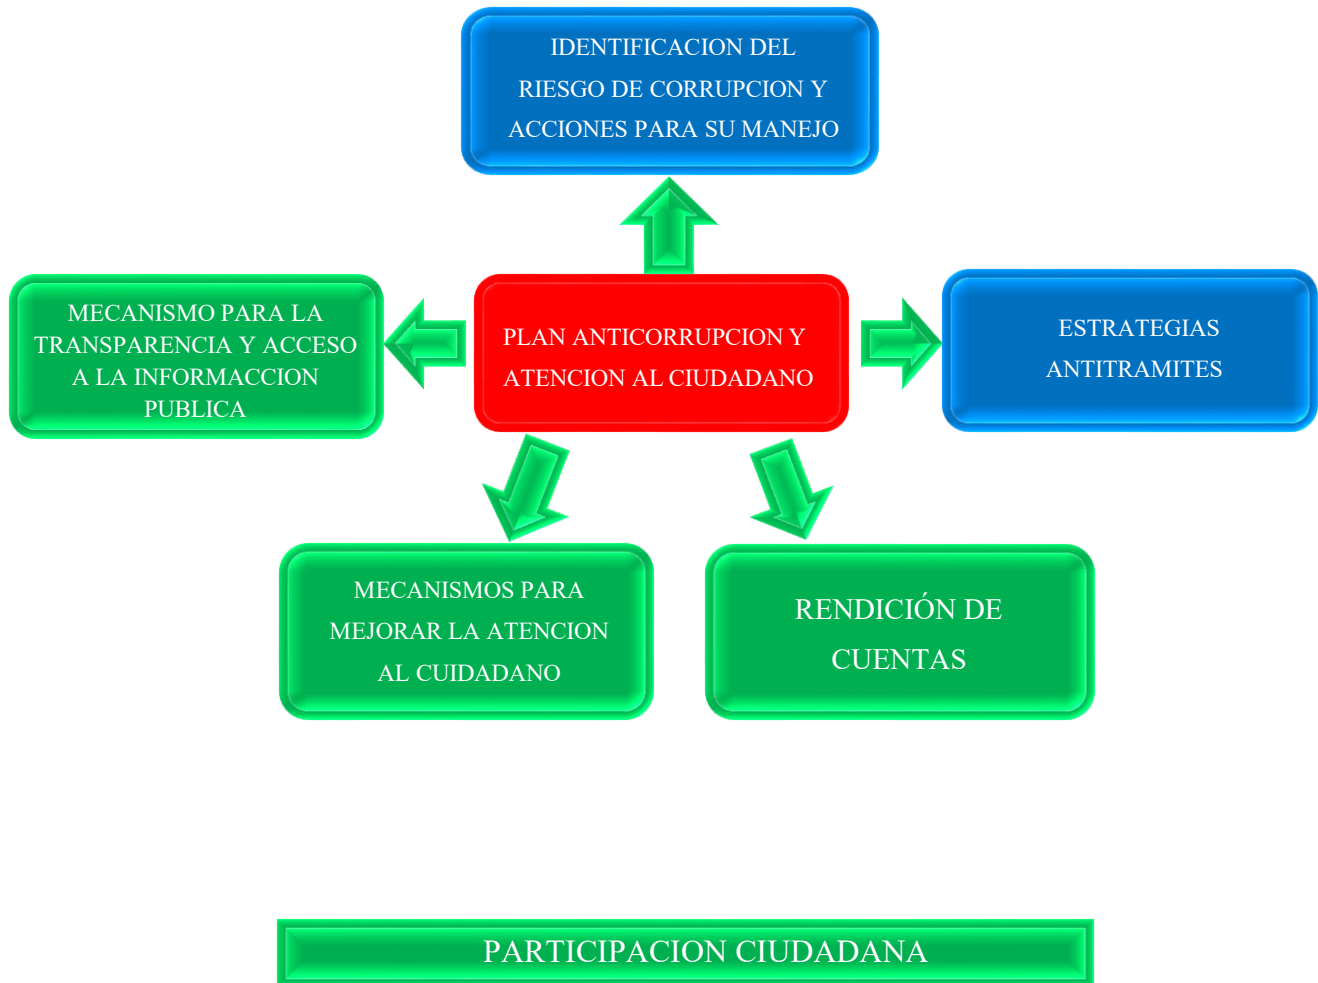 IDENTIFICACION DEL
RIESGO DE CORRUPCION Y
ACCIONES PARA SU MANEJO
MECANISMO PARA LA
TRANSPARENCIA Y ACCESO
A LA INFORMACCION
PUBLICA
PLAN ANTICORRUPCION Y
ATENCION AL CIUDADANO
ESTRATEGIAS
ANTITRAMITES
MECANISMOS PARA
MEJORAR LA ATENCION
AL CUIDADANO
RENDICIÓN DE
CUENTAS
PARTICIPACION CIUDADANA